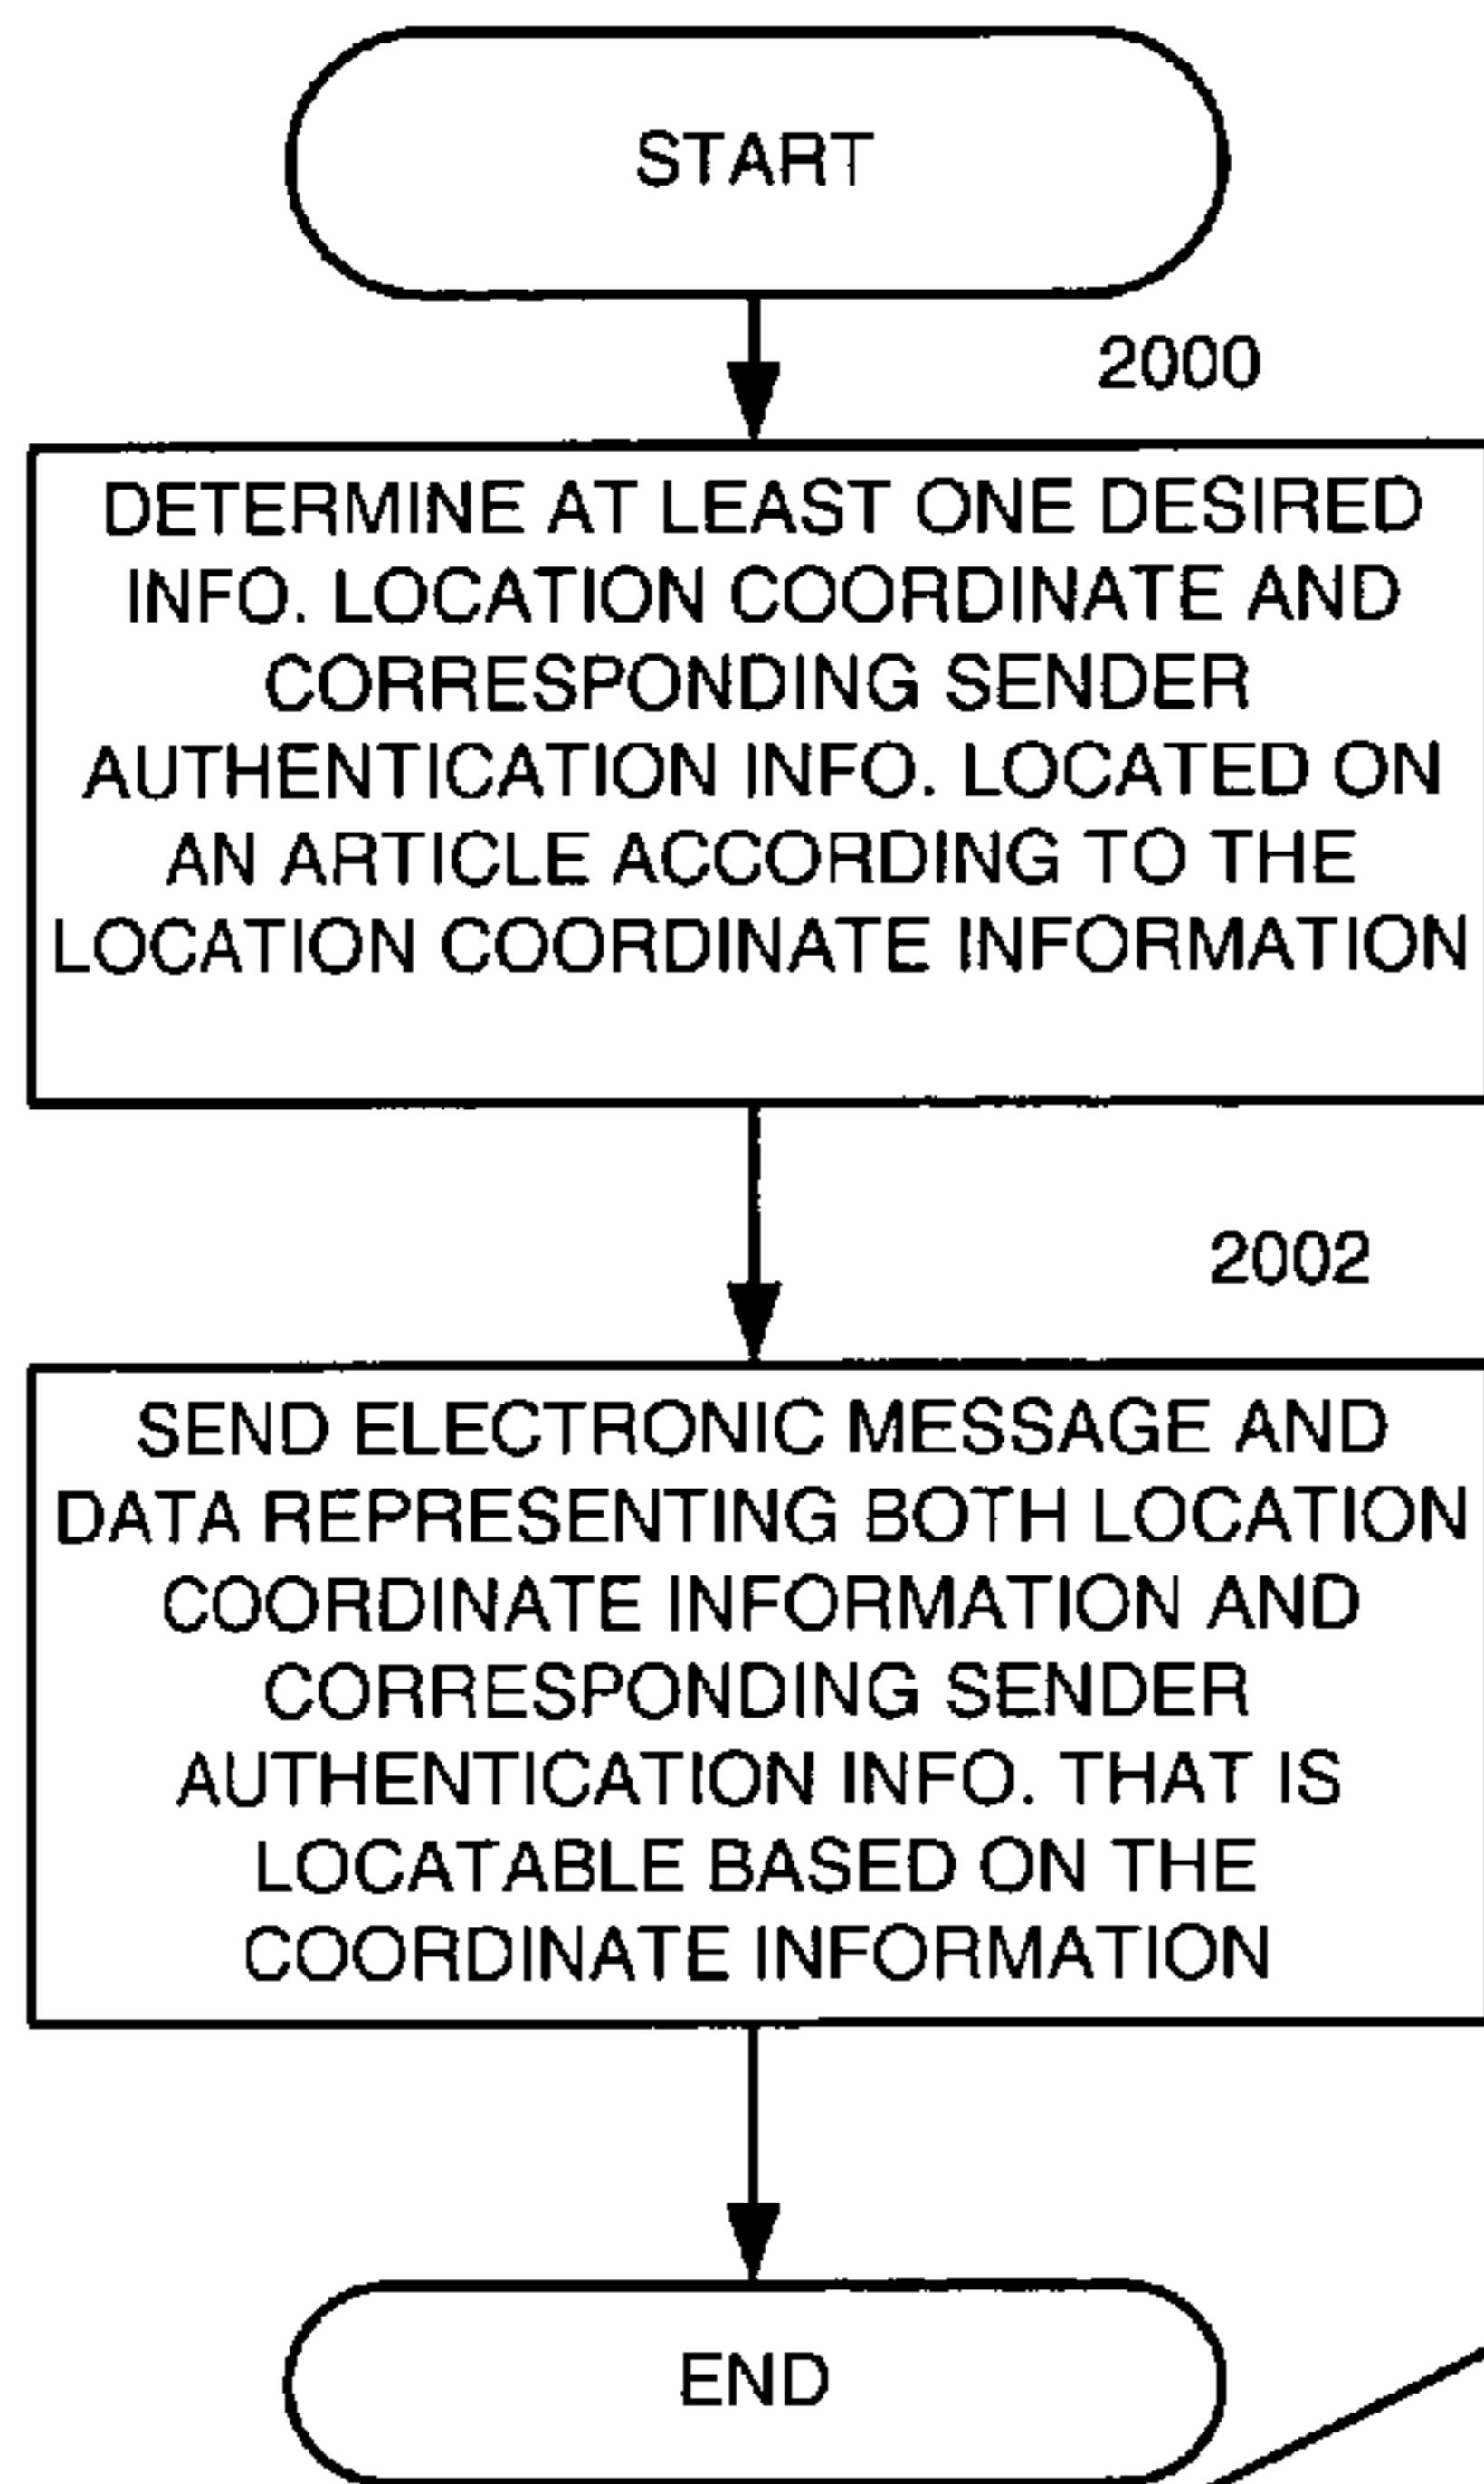 START
2000
DETERMINE AT LEAST ONE DESIRED
INFO. LOCATION COORDINATE AND
CORRESPONDING SENDER
AUTHENTICATION INFO. LOCATED ON
AN ARTICLE ACCORDING TO THE
LOCATION COORDINATE INFORMATION
2002
SEND ELECTRONIC MESSAGE AND
DATA REPRESENTING BOTH LOCATION
COORDINATE INFORMATION AND
CORRESPONDING SENDER
AUTHENTICATION INFO. THAT IS
LOCATABLE BASED ON THE
COORDINATE INFORMATION
END